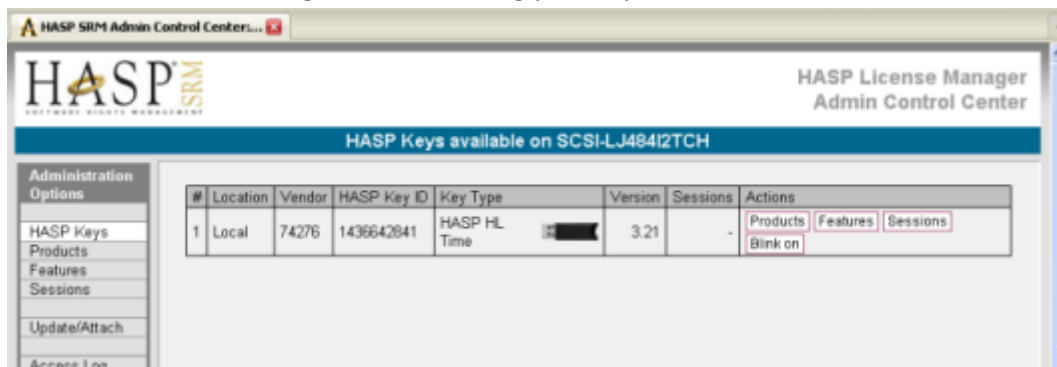 HASP SRM Admin Control Center:...
HASP SRM
HASP License Manager
Admin Control Center
HASP Keys available on SCSI-LJ484I2TCH
Administration
Options
HASP Keys
Products
Features
Sessions
Update/Attach
Access Log
# Location Vendor HASP Key ID Key Type Version Sessions Actions
1 Local 74276 1436642841 HASP HL Time 3.21 - Products Features Sessions
Blink on